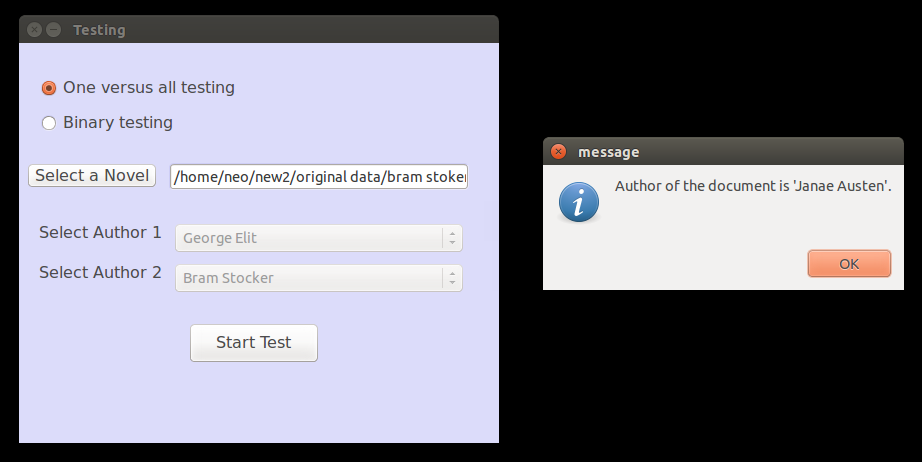 Testing
One versus all testing
Binary testing
Select a Novel
/home/neo/new2/original data/bram stoker
Select Author 1
George Elit
Select Author 2
Bram Stocker
Start Test
message
Author of the document is 'Janae Austen'.
OK